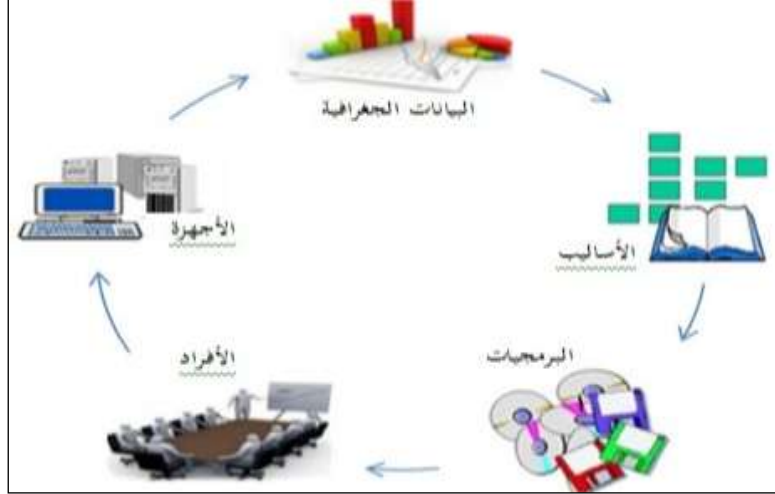 البيانات الجغرافية
الأساليب
البرمجيات
الأفراد
الأجهزة